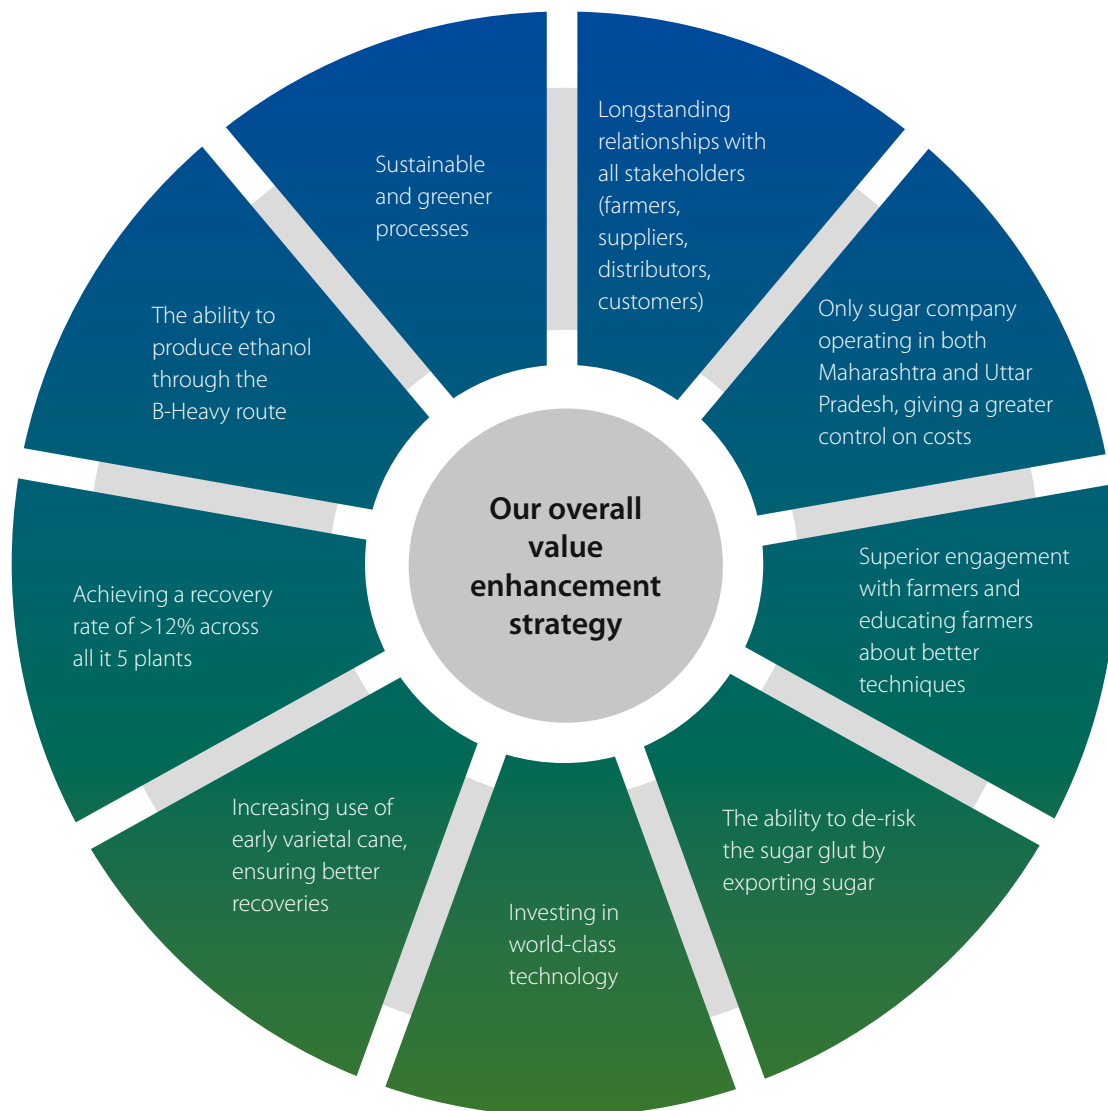 Our overall
value
enhancement
strategy
Longstanding
relationships with
all stakeholders
(farmers,
suppliers,
distributors,
customers)
Only sugar company
operating in both
Maharashtra and Uttar
Pradesh, giving a greater
control on costs
Superior engagement
with farmers and
educating farmers
about better
techniques
The ability to de-risk
the sugar glut by
exporting sugar
Investing in
world-class
technology
Increasing use of
early varietal cane,
ensuring better
recoveries
Achieving a recovery
rate of >12% across
all it 5 plants
The ability to
produce ethanol
through the
B-Heavy route
Sustainable
and greener
processes